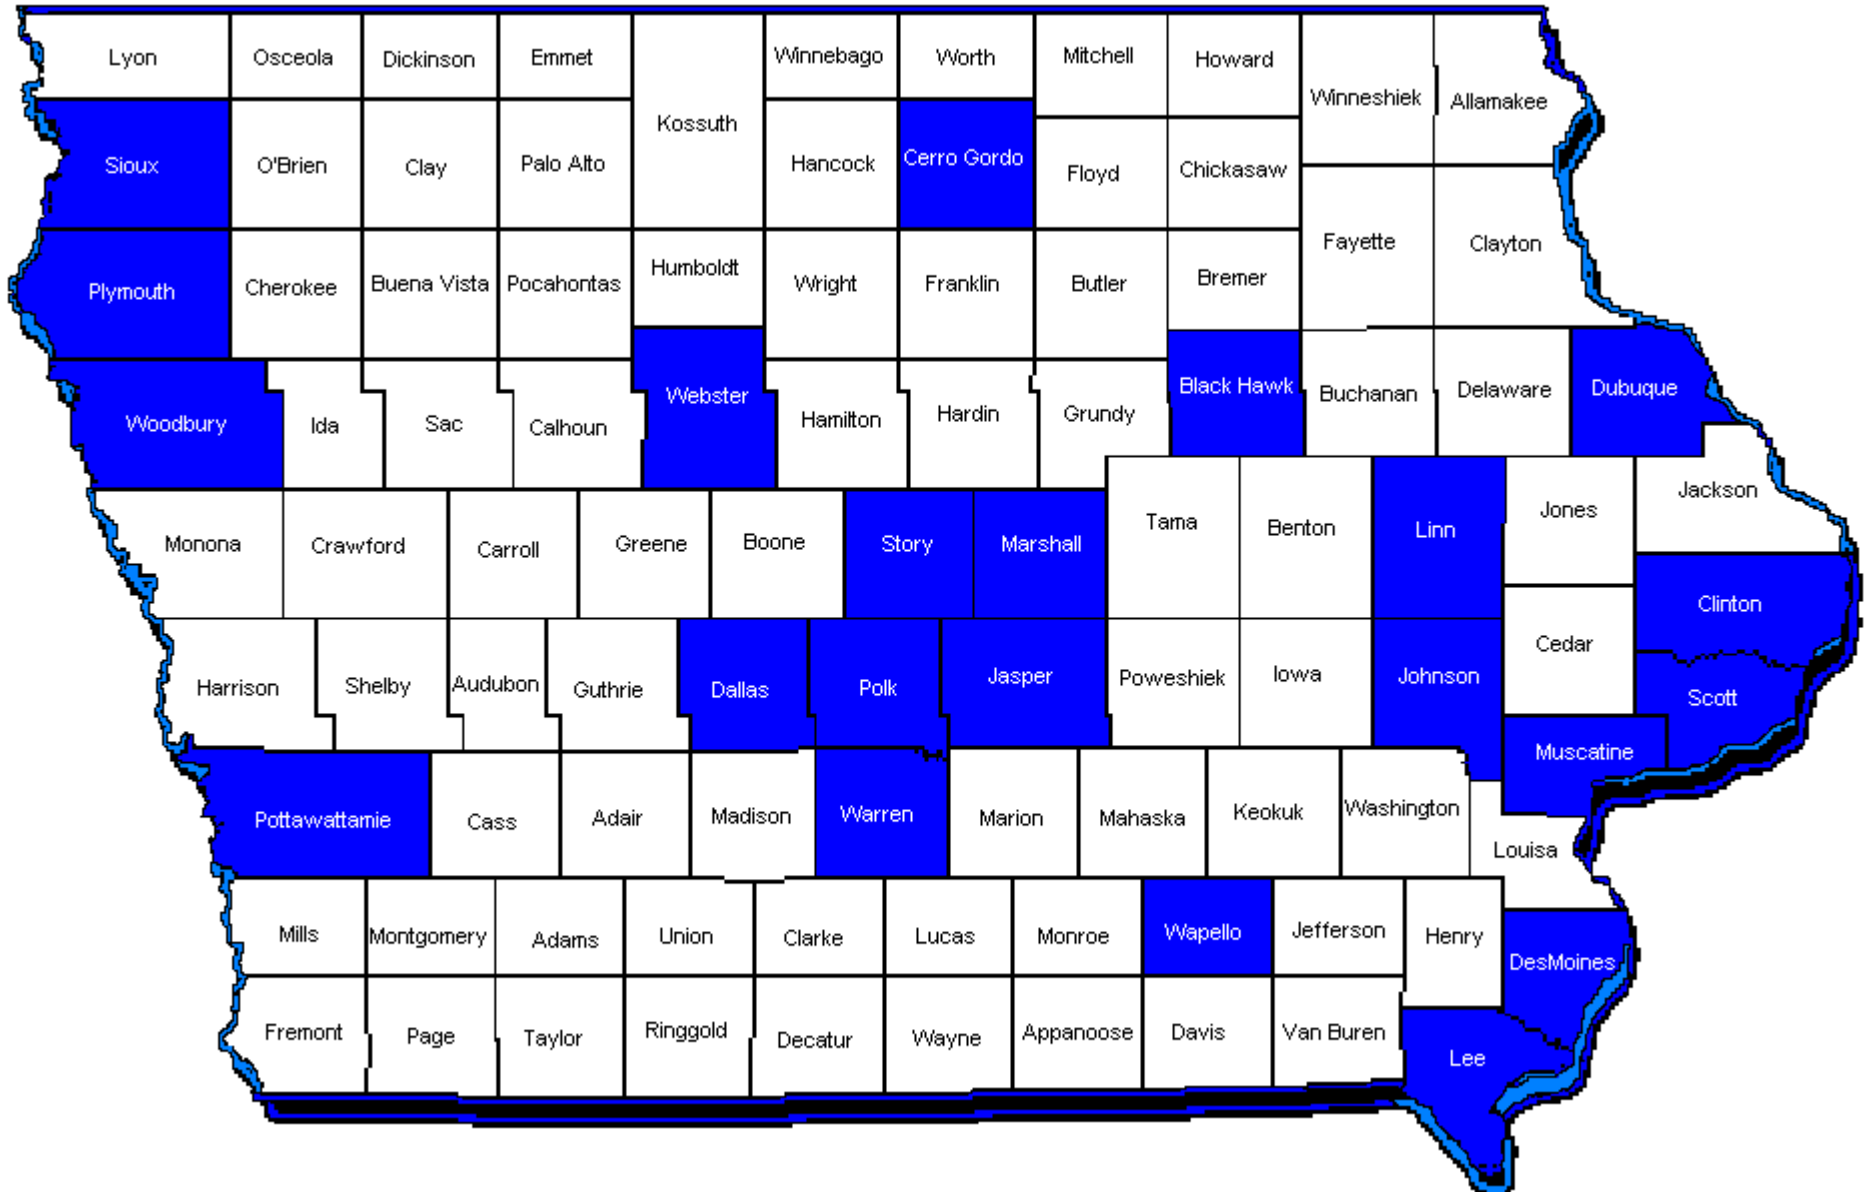 Lyon
Osceola
Dickinson
Emmet
Winnebago
Worth
Mitchell
Howard
Winneshiek
Allamakee
Kossuth
Sioux
O'Brien
Clay
Palo Alto
Hancock
Cerro Gordo
Floyd
Chickasaw
Fayette
Clayton
Plymouth
Cherokee
Buena Vista
Pocahontas
Humboldt
Wright
Franklin
Butler
Bremer
Woodbury
Ida
Sac
Calhoun
Webster
Hamilton
Hardin
Grundy
Black Hawk
Buchanan
Delaware
Dubuque
Monona
Crawford
Carroll
Greene
Boone
Story
Marshall
Tama
Benton
Linn
Jones
Jackson
Clinton
Harrison
Shelby
Audubon
Guthrie
Dallas
Polk
Jasper
Poweshiek
Iowa
Johnson
Cedar
Scott
Muscatine
Pottawattamie
Cass
Adair
Madison
Warren
Marion
Mahaska
Keokuk
Washington
Louisa
Mills
Montgomery
Adams
Union
Clarke
Lucas
Monroe
Wapello
Jefferson
Henry
DesMoines
Fremont
Page
Taylor
Ringgold
Decatur
Wayne
Appanoose
Davis
Van Buren
Lee